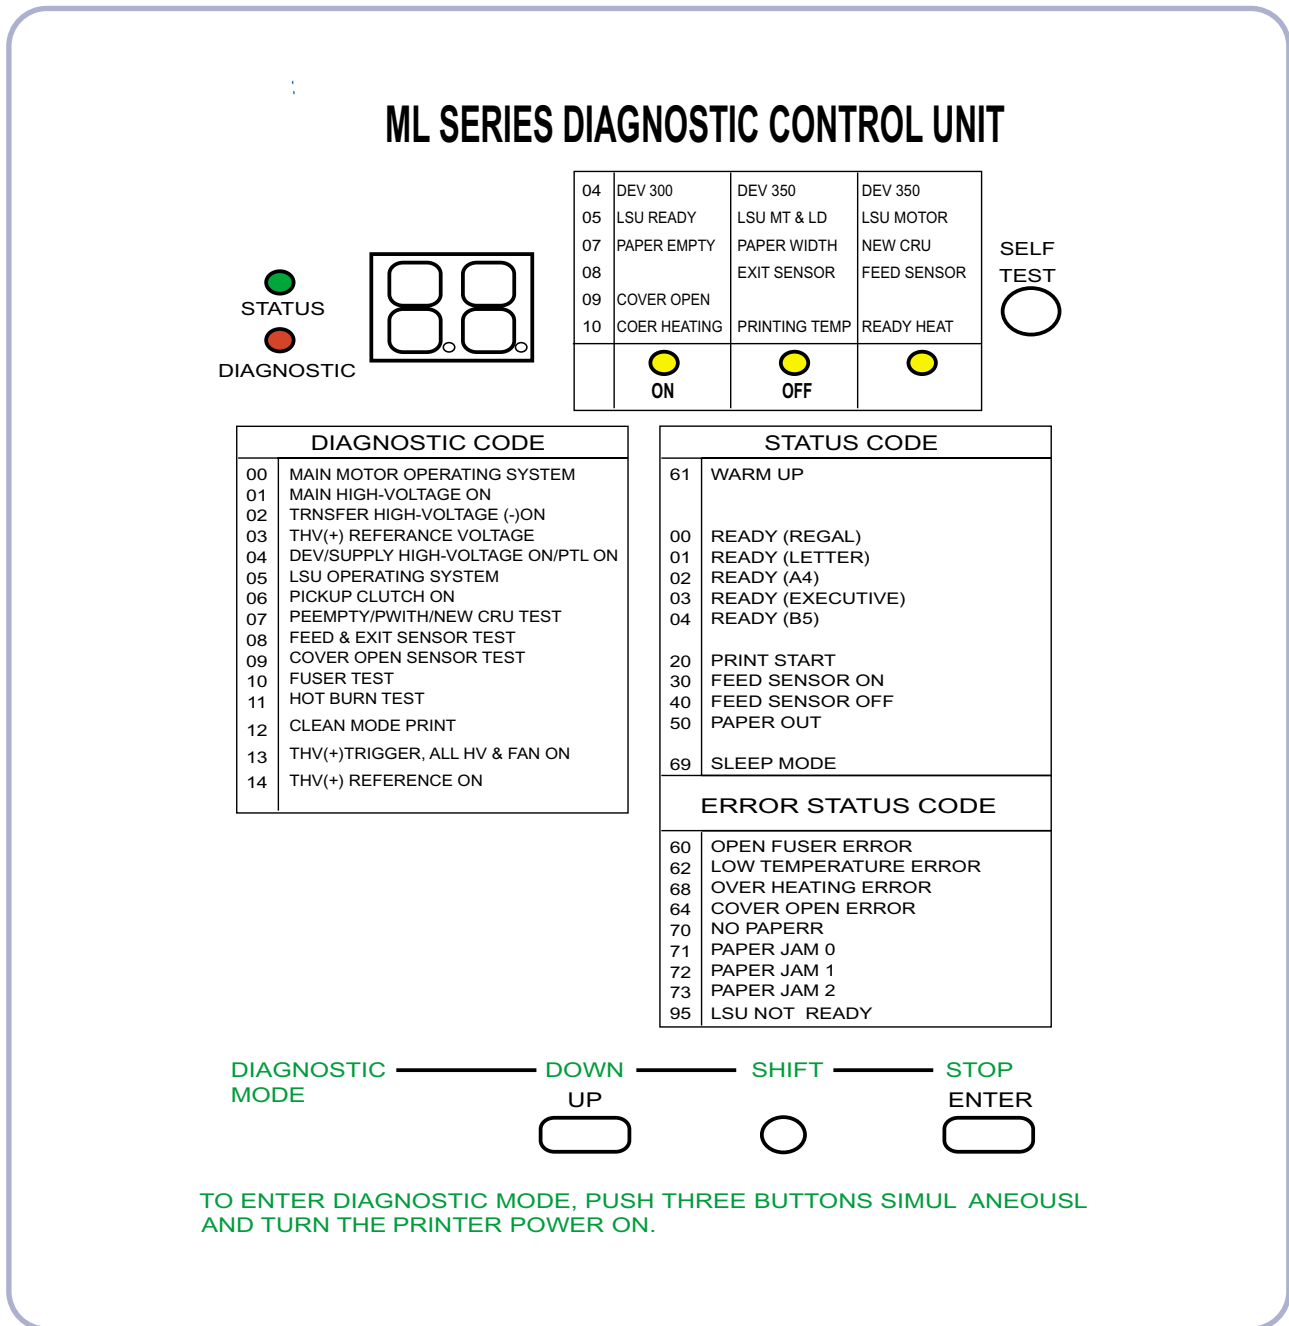 ML SERIES DIAGNOSTIC CONTROL UNIT
04 DEV 300 DEV 350 DEV 350
05 LSU READY LSU MT & LD LSU MOTOR
07 PAPER EMPTY PAPER WIDTH NEW CRU
08 EXIT SENSOR FEED SENSOR
09 COVER OPEN
10 COER HEATING PRINTING TEMP READY HEAT
ON OFF
SELF
TEST
STATUS
DIAGNOSTIC
DIAGNOSTIC CODE
00 MAIN MOTOR OPERATING SYSTEM
01 MAIN HIGH-VOLTAGE ON
02 TRNSFER HIGH-VOLTAGE (-)ON
03 THV(+) REFERANCE VOLTAGE
04 DEV/SUPPLY HIGH-VOLTAGE ON/PTL ON
05 LSU OPERATING SYSTEM
06 PICKUP CLUTCH ON
07 PEEMPTY/PWITH/NEW CRU TEST
08 FEED & EXIT SENSOR TEST
09 COVER OPEN SENSOR TEST
10 FUSER TEST
11 HOT BURN TEST
12 CLEAN MODE PRINT
13 THV(+)TRIGGER, ALL HV & FAN ON
14 THV(+) REFERENCE ON
STATUS CODE
61 WARM UP
00 READY (REGAL)
01 READY (LETTER)
02 READY (A4)
03 READY (EXECUTIVE)
04 READY (B5)
20 PRINT START
30 FEED SENSOR ON
40 FEED SENSOR OFF
50 PAPER OUT
69 SLEEP MODE
ERROR STATUS CODE
60 OPEN FUSER ERROR
62 LOW TEMPERATURE ERROR
68 OVER HEATING ERROR
64 COVER OPEN ERROR
70 NO PAPERR
71 PAPER JAM 0
72 PAPER JAM 1
73 PAPER JAM 2
95 LSU NOT READY
DIAGNOSTIC DOWN SHIFT STOP
MODE
UP ENTER
TO ENTER DIAGNOSTIC MODE, PUSH THREE BUTTONS SIMUL ANEOUSL
AND TURN THE PRINTER POWER ON.